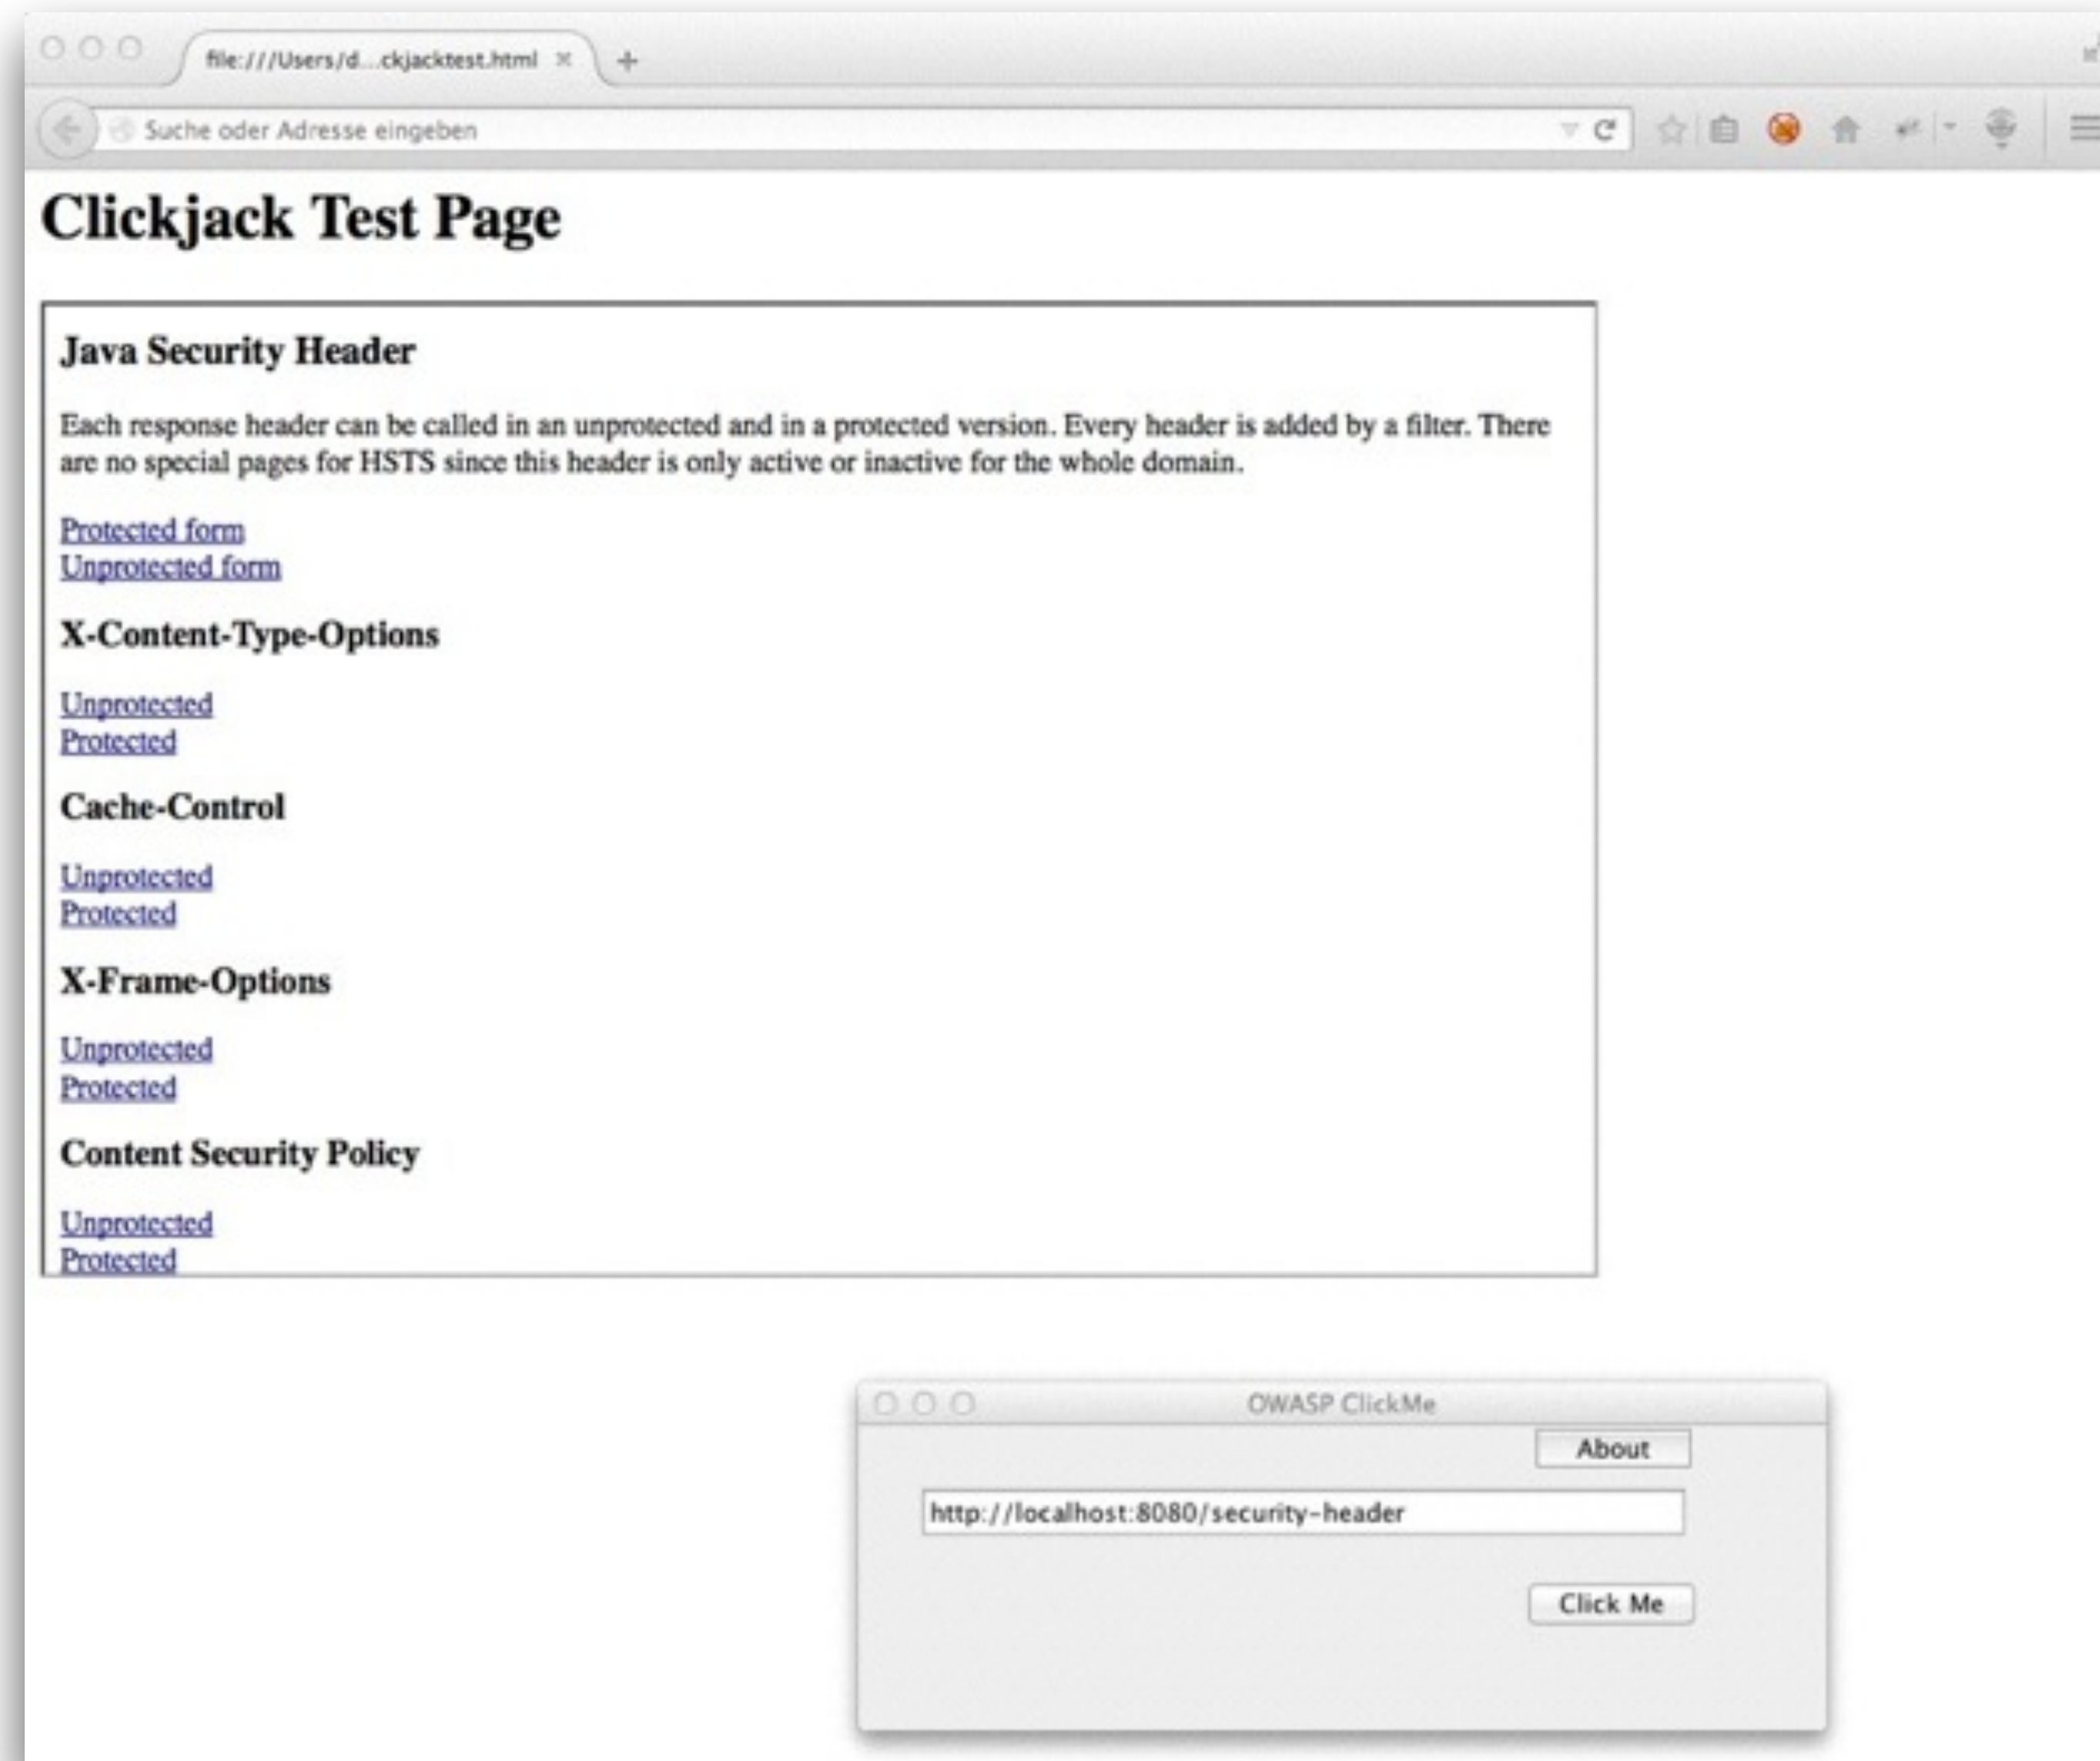 file:///Users/d...ckjacktest.html
Suche oder Adresse eingeben
Clickjack Test Page
Java Security Header
Each response header can be called in an unprotected and in a protected version. Every header is added by a filter. There
are no special pages for HSTS since this header is only active or inactive for the whole domain.
Protected form
Unprotected form
X-Content-Type-Options
Unprotected
Protected
Cache-Control
Unprotected
Protected
X-Frame-Options
Unprotected
Protected
Content Security Policy
Unprotected
Protected
OWASP ClickMe
About
http://localhost:8080/security-header
Click Me